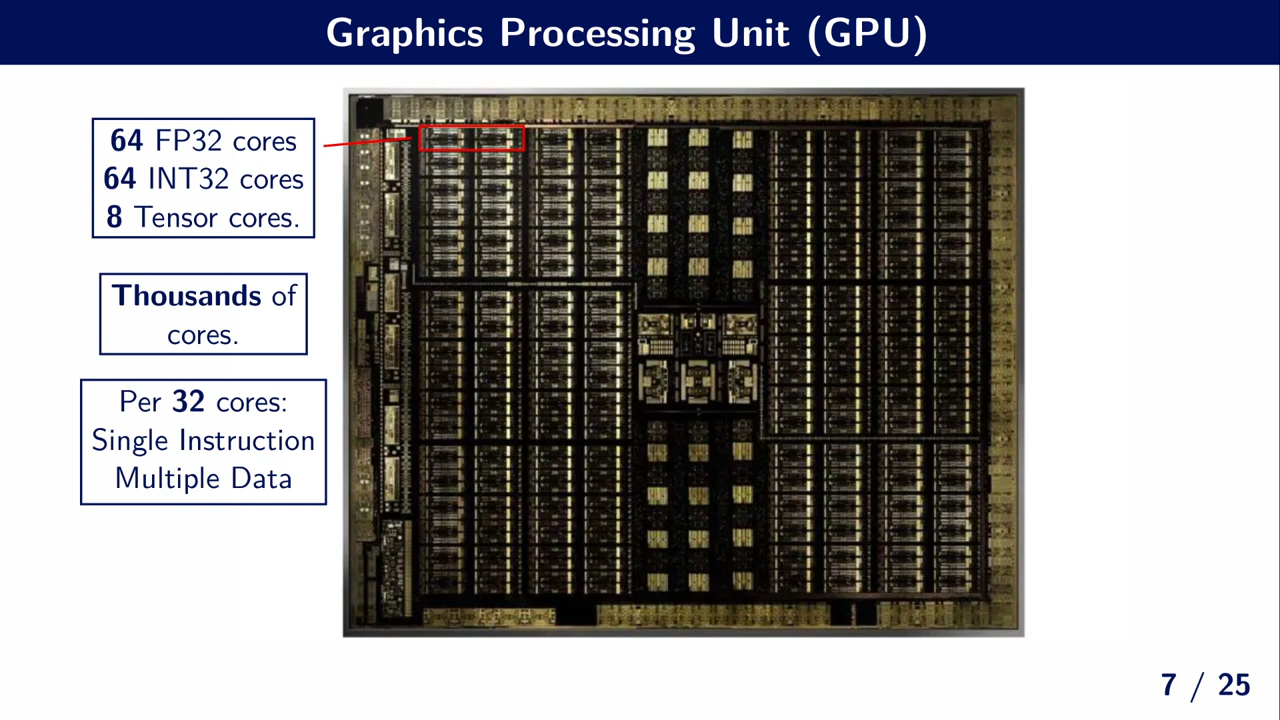 Graphics Processing Unit (GPU)
64 FP32 cores
64 INT32 cores
8 Tensor cores.
Thousands of
cores.
Per 32 cores:
Single Instruction
Multiple Data
7 / 25